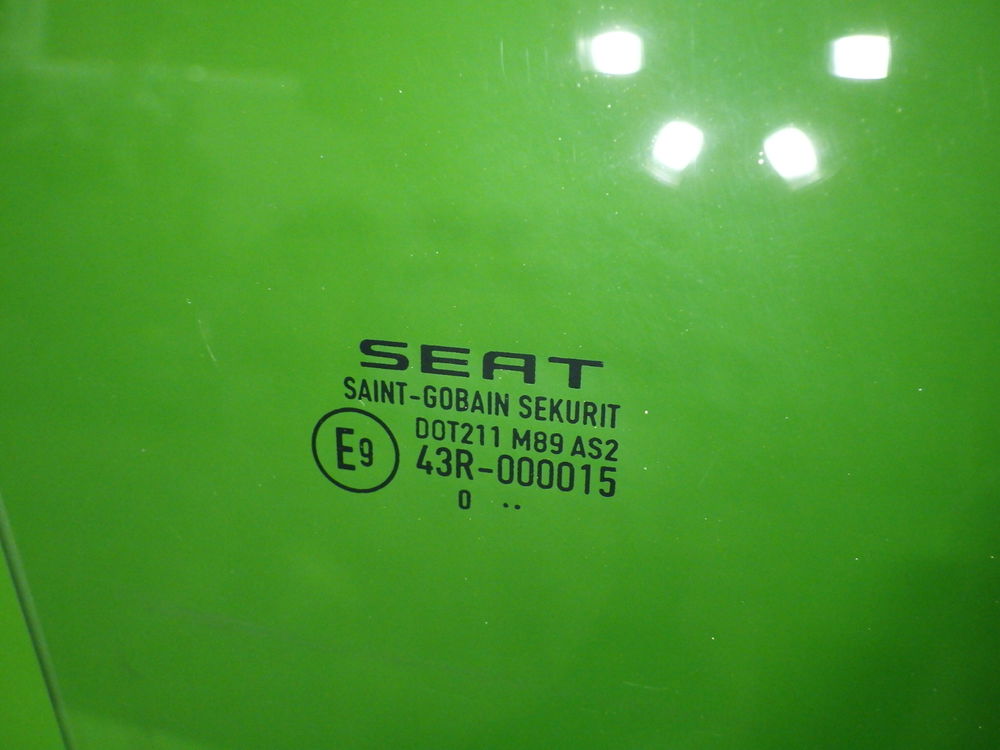 SEAT
SAINT-GOBAIN SEKURIT
DOT211 M89 AS2
E9 43R-000015
0 ..